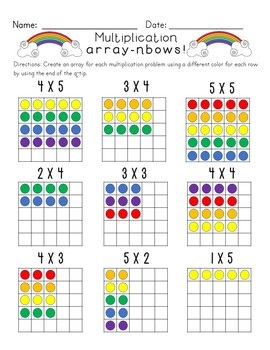 Name: Date:
Multiplication
array-nbows!
Directions: Create an array for each multiplication problem using a different color for each row
by using the end of the q-tip.
4 X 5 3 X 4 5 X 5
2 X 4 3 X 3 4 X 4
4 X 3 5 X 2 1 X 5